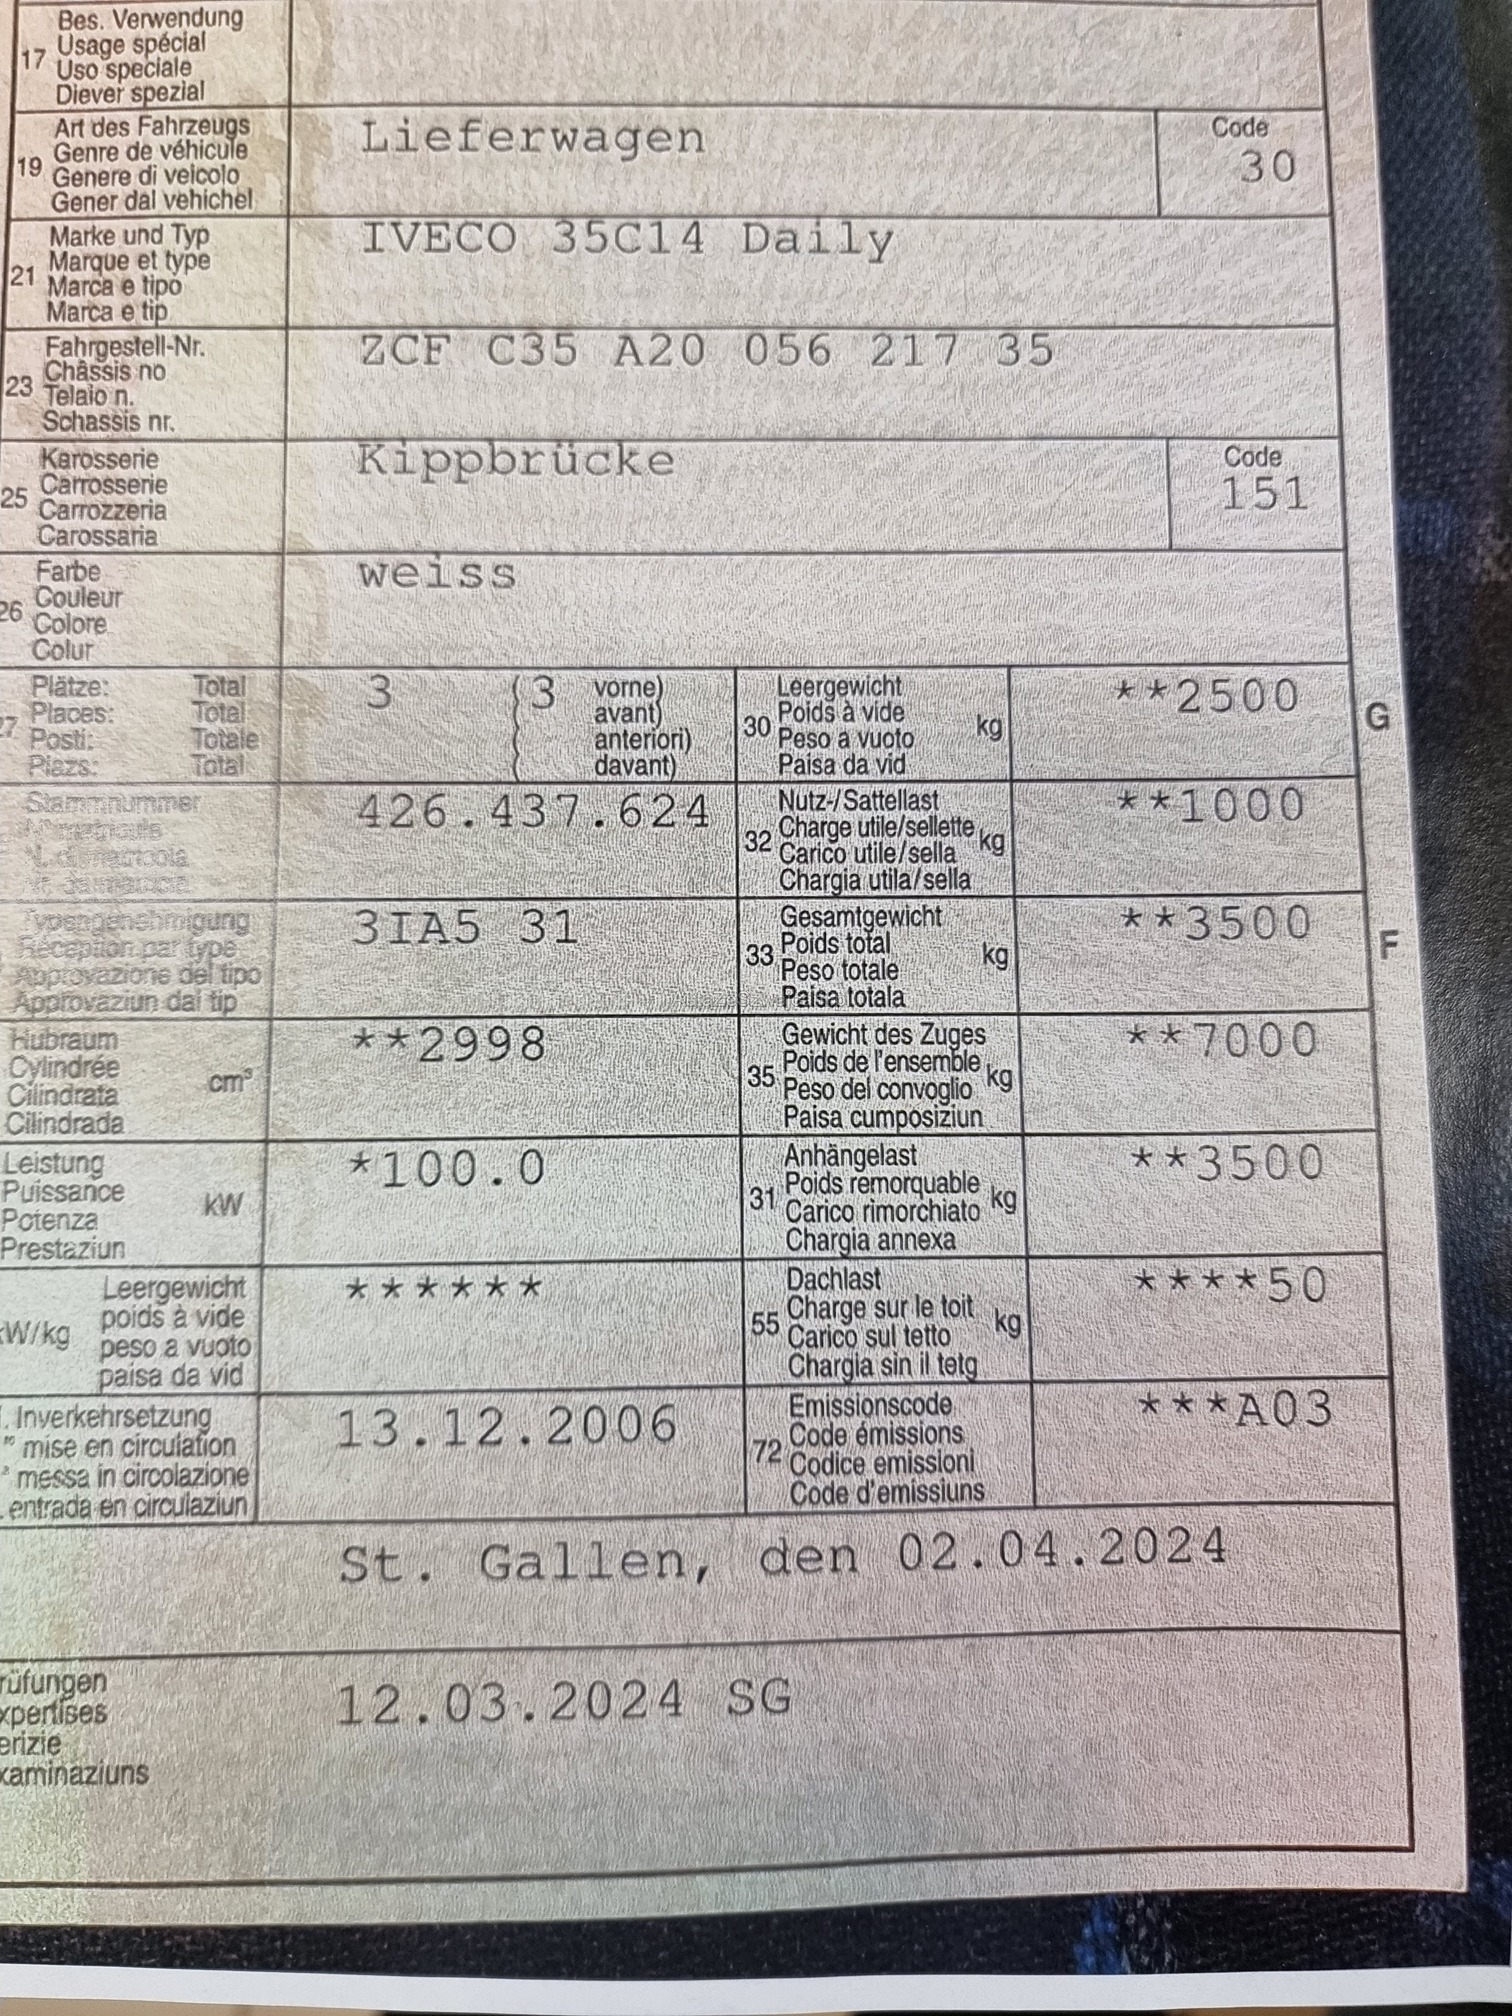 Bes. Verwendung
17 Usage spécial
Uso speciale
Diever spezial
Art des Fahrzeugs Lieferwagen Code
19 Genre de véhicule 30
Genere di veicolo
Gener dal vehichel
Marke und Typ IVECO 35C14 Daily
21 Marque et type
Marca e tipo
Marca e tip
Fahrgestell-Nr. ZCF C35 A20 056 217 35
23 Châssis no
Telaio n.
Schassis nr.
Karosserie Kippbrücke Code
25 Carrosserie 151
Carrozzeria
Carossaria
Farbe weiss
26 Couleur
Colore
Colur
Plätze: Total 3 (3 vorne)
27 Places: Total avant)
Posti: Totale anteriori)
Plazs: Total davant)
Leergewicht **2500
30 Poids à vide kg G
Peso a vuoto
Paisa da vid
Stammnummer 426.437.624
Nutz-/Sattellast **1000
32 Charge utile/sellette kg
Carico utile/sella
Chargia utila/sella
Typengenehmigung 3IA5 31
Réception par type
Approvazione del tipo
Approvaziun dal tip
Gesamtgewicht **3500
33 Poids total kg F
Peso totale
Paisa totala
Hubraum **2998
Cylindrée cm³
Cilindrata
Cilindrada
Gewicht des Zuges **7000
35 Poids de l'ensemble kg
Peso del convoglio
Paisa cumposiziun
Leistung *100.0
Puissance kW
Potenza
Prestaziun
Anhängelast **3500
31 Poids remorquable kg
Carico rimorchiato
Chargia annexa
Leergewicht ******
W/kg poids à vide
peso a vuoto
paisa da vid
Dachlast ****50
55 Charge sur le toit kg
Carico sul tetto
Chargia sin il tetg
. Inverkehrsetzung 13.12.2006
mise en circulation
messa in circolazione
entrada en circulaziun
Emissionscode ***A03
72 Code émissions
Codice emissioni
Code d'emissiuns
St. Gallen, den 02.04.2024
rüfungen 12.03.2024 SG
xpertises
erizie
xaminaziuns